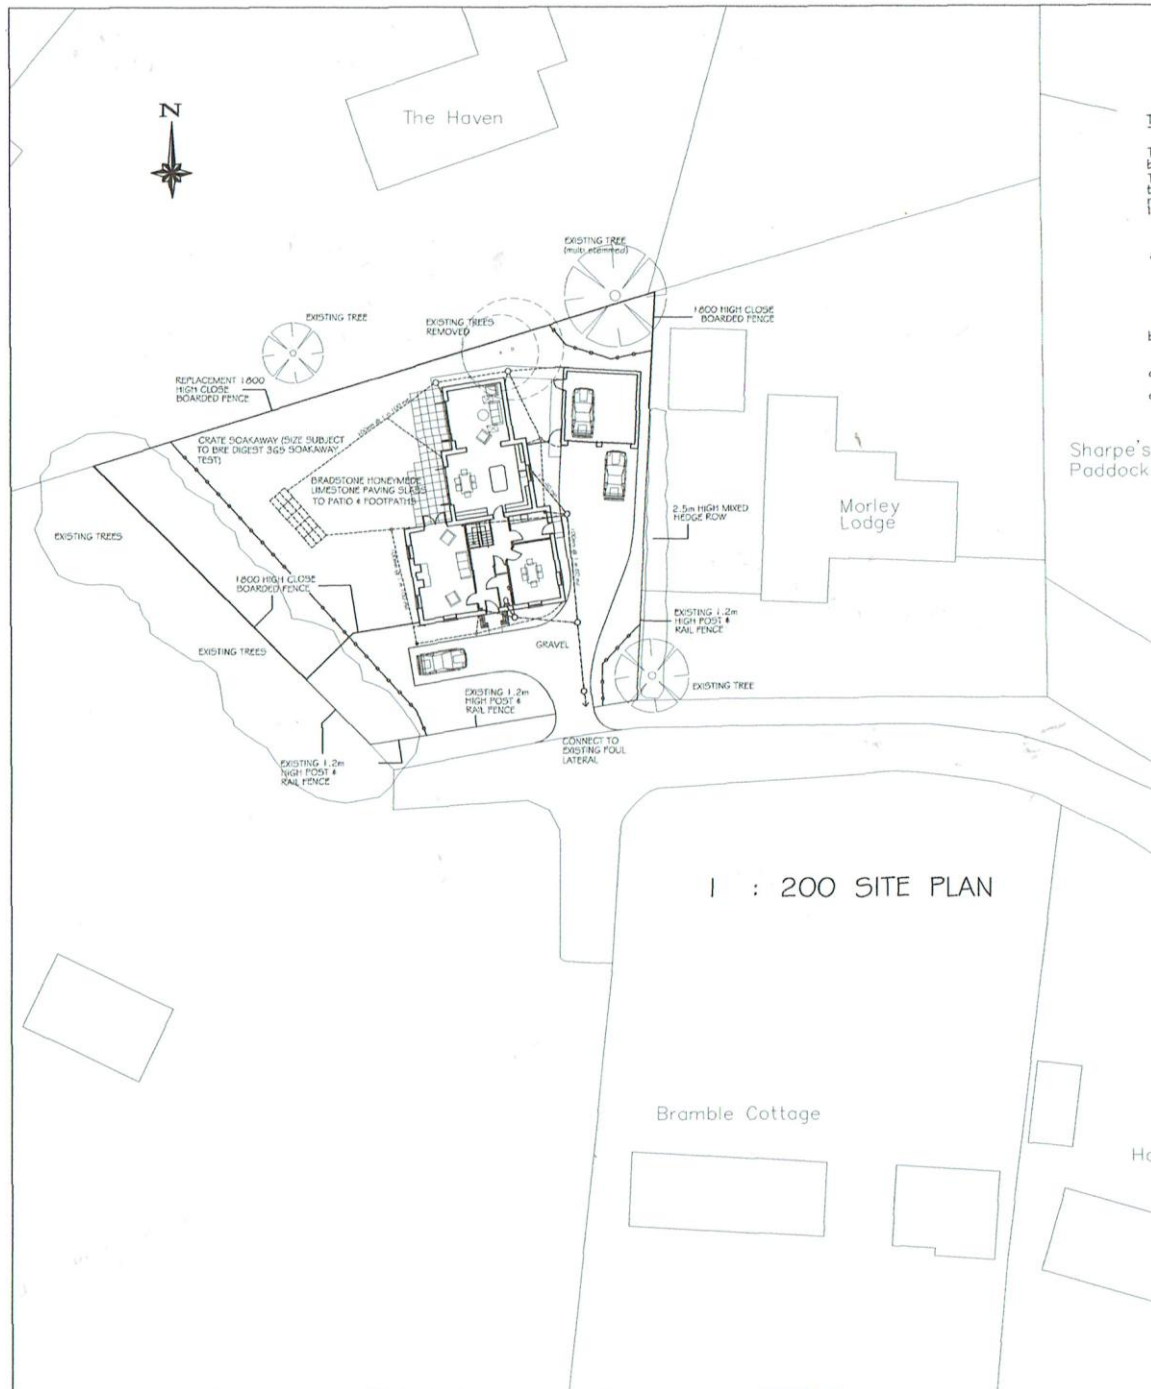 The Haven
N
EXISTING TREE
(multi stemmed)
1800 HIGH CLOSE
BOARDED FENCE
EXISTING TREE
EXISTING TREES
REMOVED
REPLACEMENT 1800
HIGH CLOSE
BOARDED FENCE
CRATE SOAKAWAY (SIZE SUBJECT
TO BRE DIGEST 365 SOAKAWAY
TEST)
BRADSTONE HONEYMEDE
LIMESTONE PAVING SLABS
TO PATIO & FOOTPATHS
Sharpe's
Paddock
Morley
Lodge
2.5m HIGH MIXED
HEDGE ROW
EXISTING TREES
1800 HIGH CLOSE
BOARDED FENCE
EXISTING 1.2m
HIGH POST &
RAIL FENCE
EXISTING TREES
GRAVEL
EXISTING TREE
EXISTING 1.2m
HIGH POST &
RAIL FENCE
CONNECT TO
EXISTING FOUL
LATERAL
EXISTING 1.2m
HIGH POST &
RAIL FENCE
1 : 200 SITE PLAN
Bramble Cottage